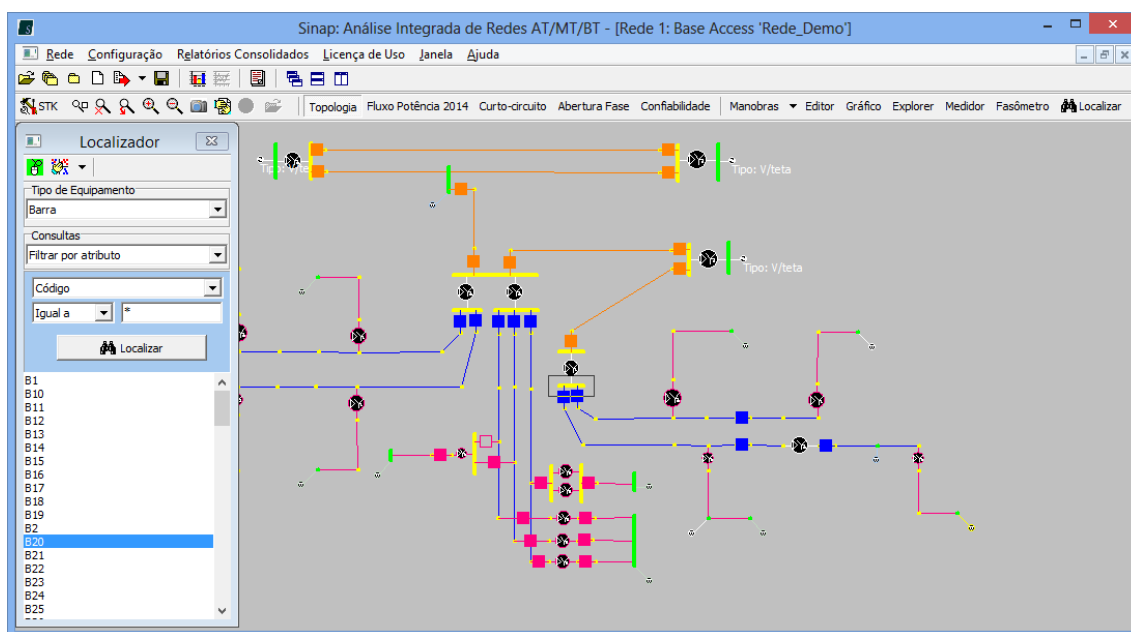 Sinap: Análise Integrada de Redes AT/MT/BT - [Rede 1: Base Access 'Rede_Demo']
Rede Configuração Relatórios Consolidados Licença de Uso Janela Ajuda
STK Topologia Fluxo Potência 2014 Curto-circuito Abertura Fase Confiabilidade Manobras Editor Gráfico Explorer Medidor Fasômetro Localizar
Localizador
Tipo de Equipamento
Barra
Consultas
Filtrar por atributo
Código
Igual a *
Localizar
B1
B10
B11
B12
B13
B14
B15
B16
B17
B18
B19
B2
B20
B21
B22
B23
B24
B25
Tipo: V/teta
Tipo: V/teta
Tipo: V/teta